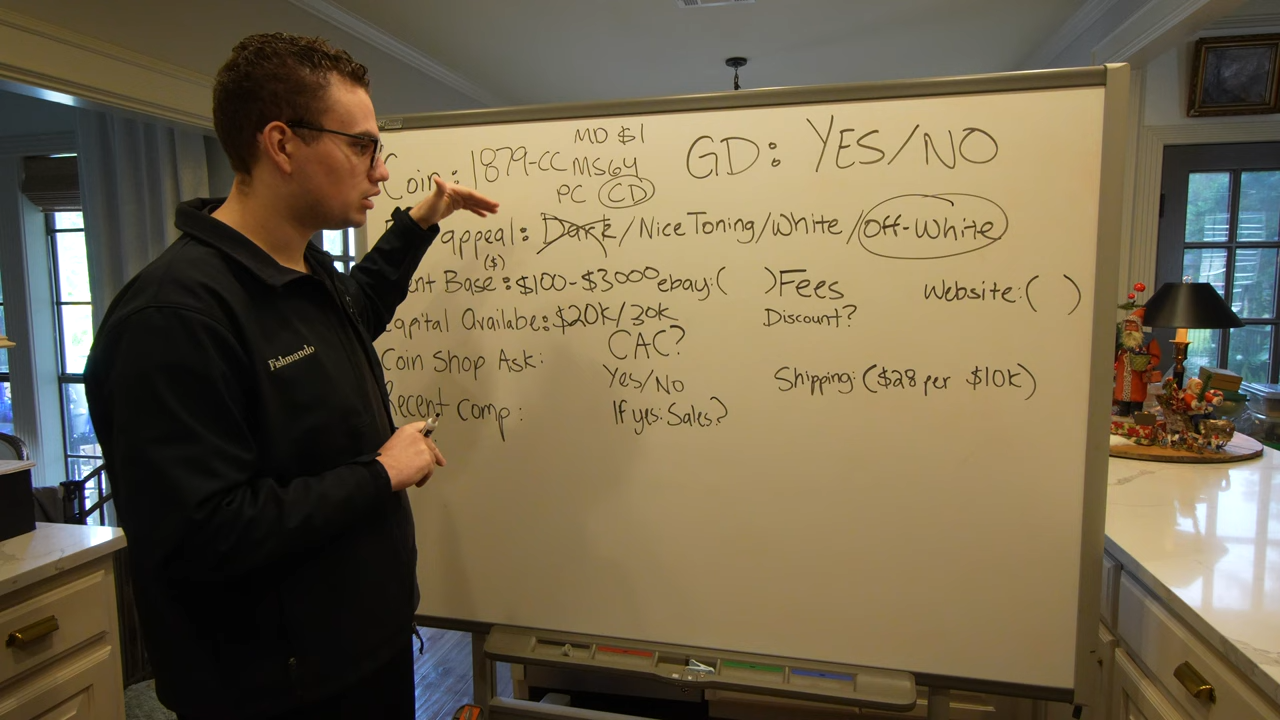 MD $1
Coin: 1879-CC MS64
PC CD
GD: YES/NO
appeal: Dark/Nice Toning/White/Off-White
($)
ent Base: $100-$3000 ebay:( )Fees Website:( )
Capital Availabe: $20K/30K
Discount?
CAC?
Coin Shop Ask:
Yes/No
Shipping: ($28 per $10K)
Recent Comp:
If yes: Sales?
Fishmando